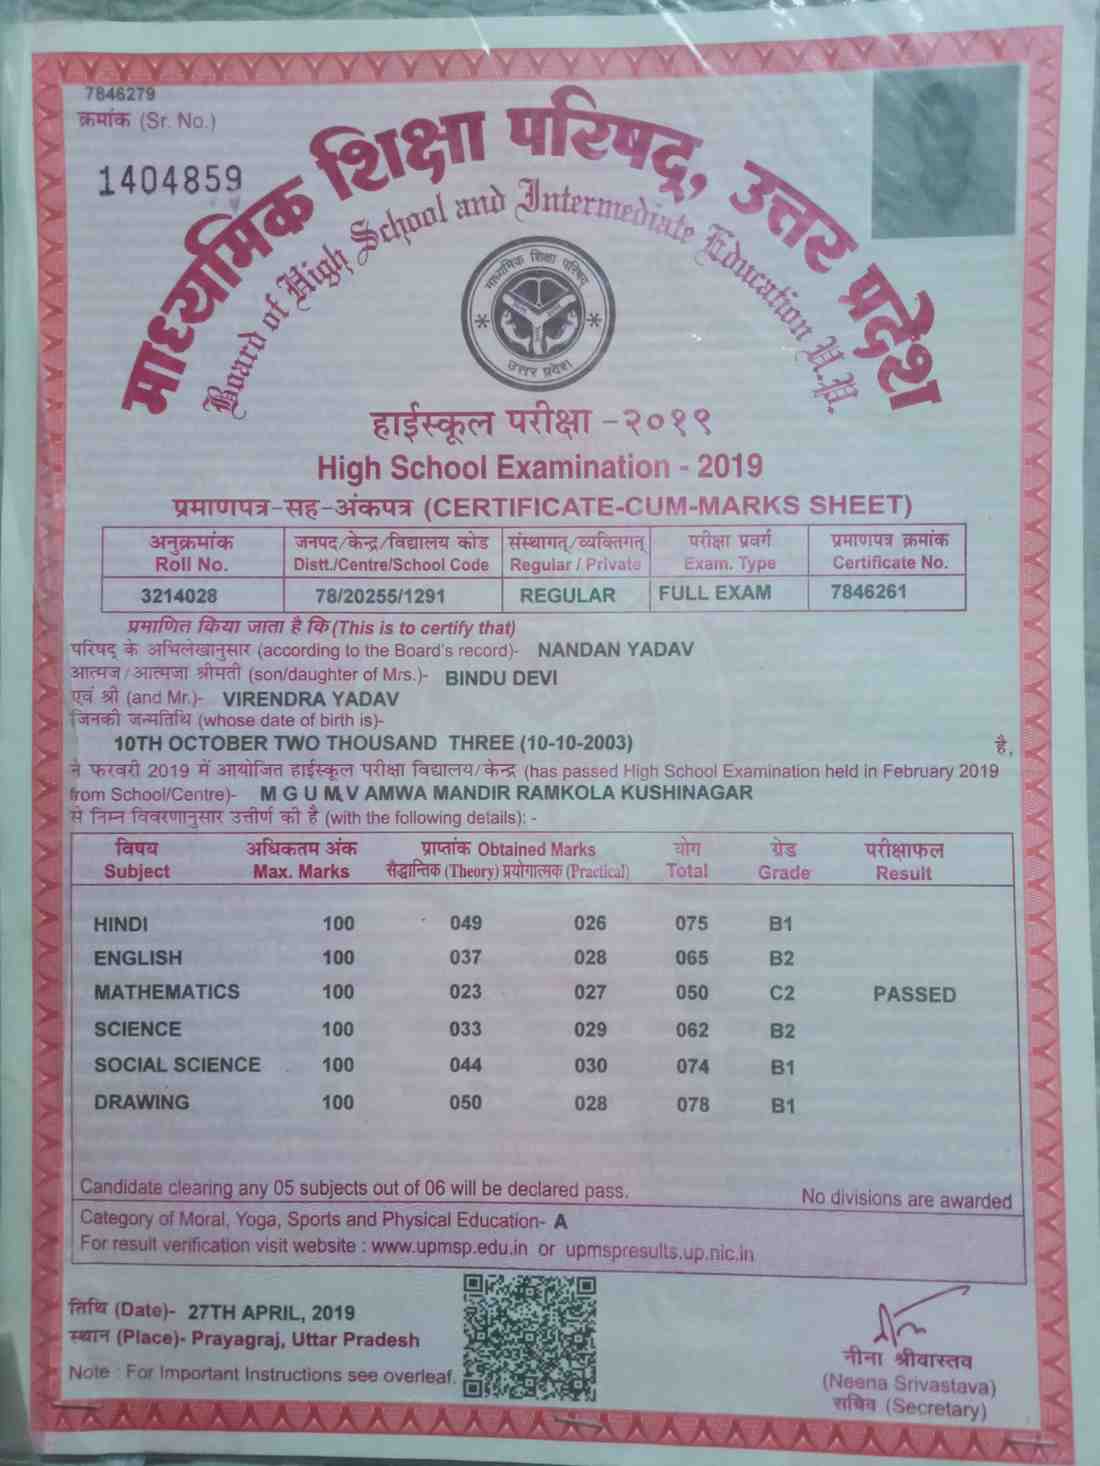 7846279
क्रमांक (Sr. No.)
1404859
माध्यमिक शिक्षा परिषद्, उत्तर प्रदेश
Board of High School and Intermediate Education U.P.
माध्यमिक शिक्षा परिषद
उत्तर प्रदेश
हाईस्कूल परीक्षा -२०१९
High School Examination - 2019
प्रमाणपत्र-सह-अंकपत्र (CERTIFICATE-CUM-MARKS SHEET)
अनुक्रमांक जनपद/केन्द्र/विद्यालय कोड संस्थागत्/व्यक्तिगत् परीक्षा प्रवर्ग प्रमाणपत्र क्रमांक
Roll No. Distt./Centre/School Code Regular / Private Exam. Type Certificate No.
3214028 78/20255/1291 REGULAR FULL EXAM 7846261
प्रमाणित किया जाता है कि (This is to certify that)
परिषद् के अभिलेखानुसार (according to the Board's record)- NANDAN YADAV
आत्मज/आत्मजा श्रीमती (son/daughter of Mrs.)- BINDU DEVI
एवं श्री (and Mr.)- VIRENDRA YADAV
जिनकी जन्मतिथि (whose date of birth is)-
10TH OCTOBER TWO THOUSAND THREE (10-10-2003) है,
ने फरवरी 2019 में आयोजित हाईस्कूल परीक्षा विद्यालय/केन्द्र (has passed High School Examination held in February 2019
from School/Centre)- M G U M V AMWA MANDIR RAMKOLA KUSHINAGAR
से निम्न विवरणानुसार उत्तीर्ण की है (with the following details): -
विषय अधिकतम अंक प्राप्तांक Obtained Marks योग ग्रेड परीक्षाफल
Subject Max. Marks सैद्धान्तिक (Theory) प्रयोगात्मक (Practical) Total Grade Result
HINDI 100 049 026 075 B1
ENGLISH 100 037 028 065 B2
MATHEMATICS 100 023 027 050 C2 PASSED
SCIENCE 100 033 029 062 B2
SOCIAL SCIENCE 100 044 030 074 B1
DRAWING 100 050 028 078 B1
Candidate clearing any 05 subjects out of 06 will be declared pass. No divisions are awarded
Category of Moral, Yoga, Sports and Physical Education- A
For result verification visit website : www.upmsp.edu.in or upmspresults.up.nic.in
तिथि (Date)- 27TH APRIL, 2019
स्थान (Place)- Prayagraj, Uttar Pradesh
Note : For Important Instructions see overleaf.
नीना श्रीवास्तव
(Neena Srivastava)
सचिव (Secretary)